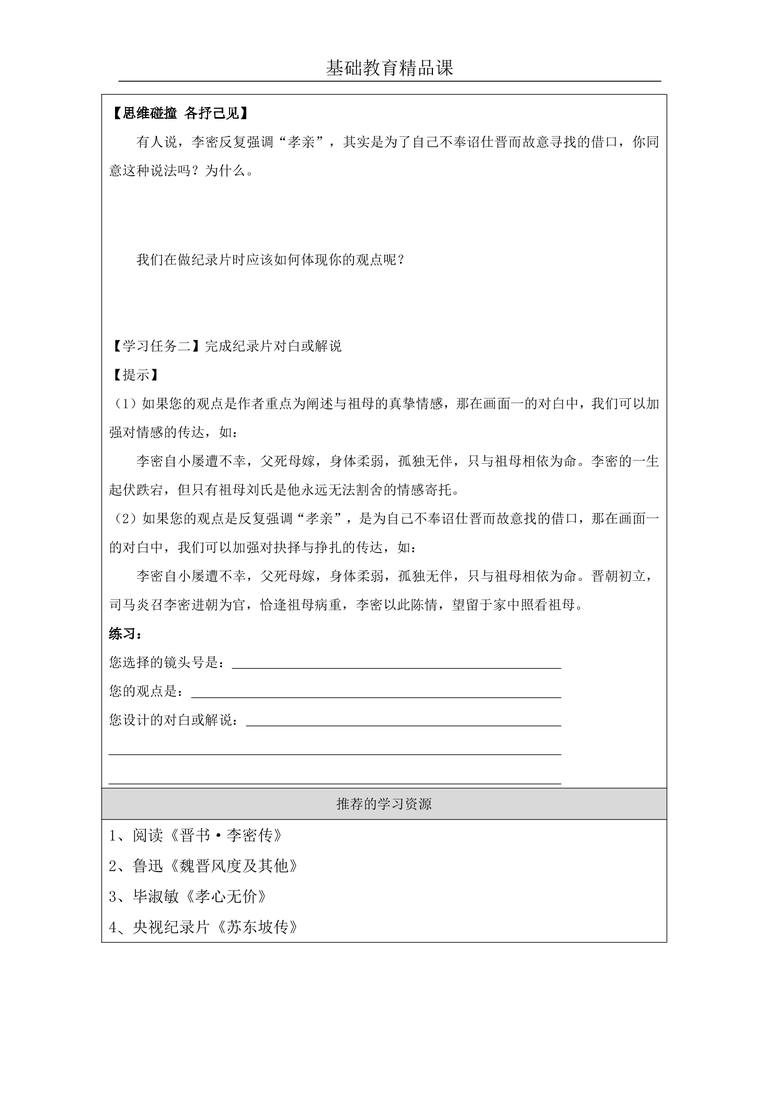 基础教育精品课
【思维碰撞 各抒己见】
有人说，李密反复强调“孝亲”，其实是为了自己不奉诏仕晋而故意寻找的借口，你同
意这种说法吗？为什么。
我们在做纪录片时应该如何体现你的观点呢？
【学习任务二】完成纪录片对白或解说
【提示】
（1）如果您的观点是作者重点为阐述与祖母的真挚情感，那在画面一的对白中，我们可以加
强对情感的传达，如：
李密自小屡遭不幸，父死母嫁，身体柔弱，孤独无伴，只与祖母相依为命。李密的一生
起伏跌宕，但只有祖母刘氏是他永远无法割舍的情感寄托。
（2）如果您的观点是反复强调“孝亲”，是为自己不奉诏仕晋而故意找的借口，那在画面一
的对白中，我们可以加强对抉择与挣扎的传达，如：
李密自小屡遭不幸，父死母嫁，身体柔弱，孤独无伴，只与祖母相依为命。晋朝初立，
司马炎召李密进朝为官，恰逢祖母病重，李密以此陈情，望留于家中照看祖母。
练习：
您选择的镜头号是：
您的观点是：
您设计的对白或解说：
推荐的学习资源
1、阅读《晋书·李密传》
2、鲁迅《魏晋风度及其他》
3、毕淑敏《孝心无价》
4、央视纪录片《苏东坡传》